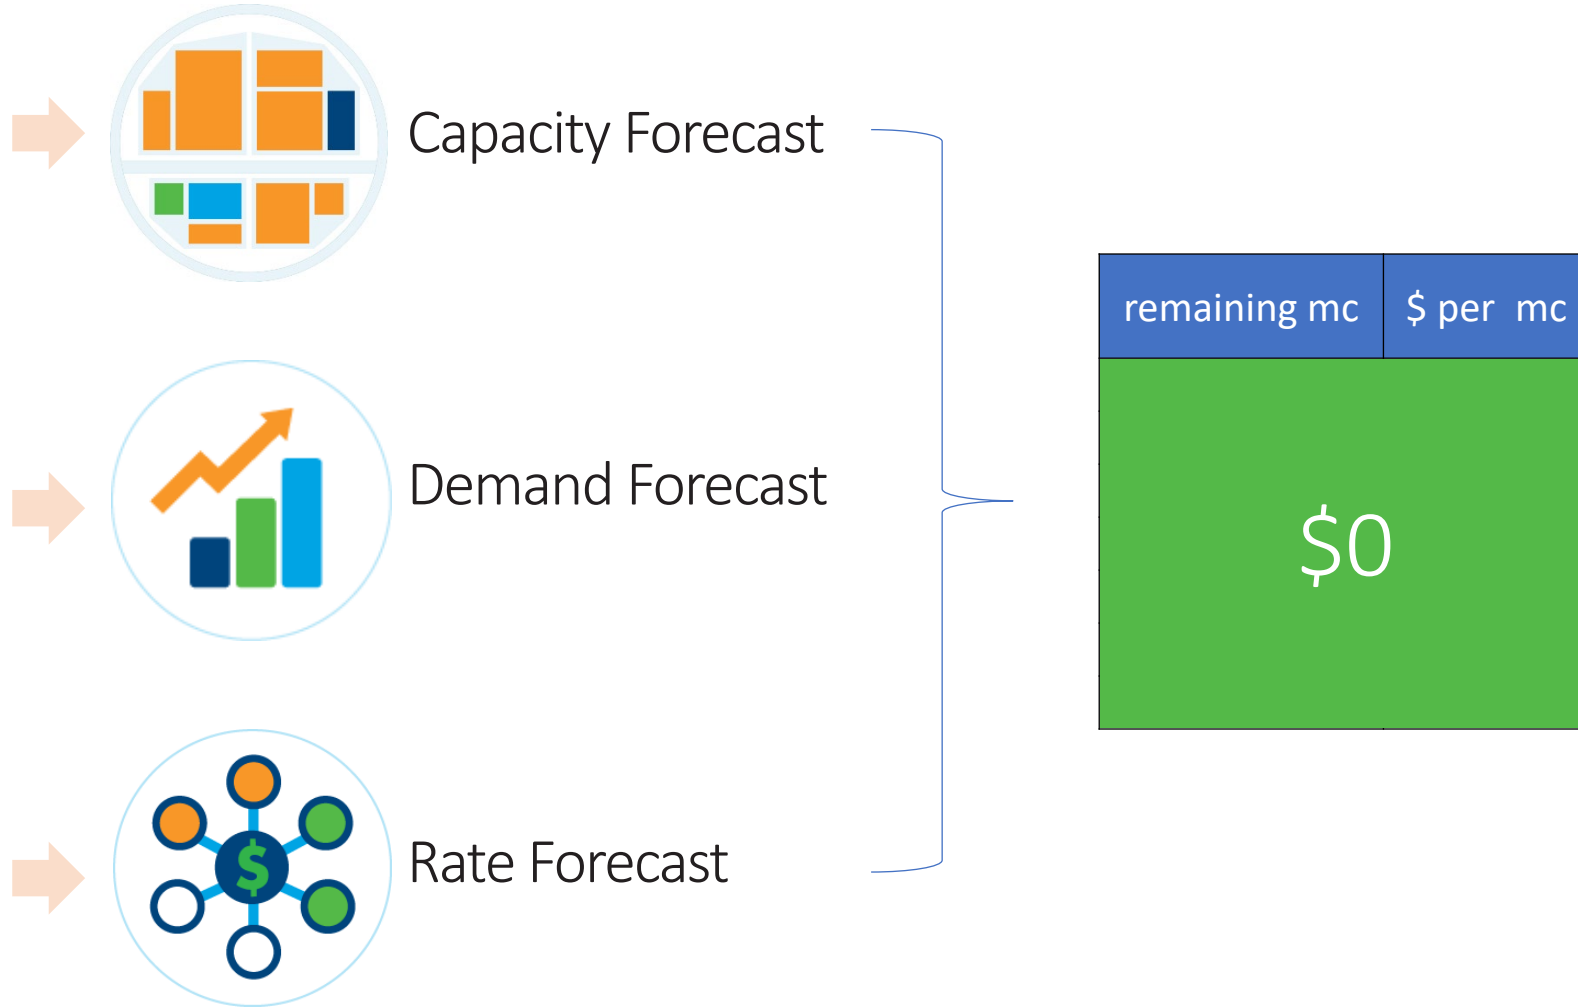 Capacity Forecast
remaining mc
$ per mc
Demand Forecast
$0
Rate Forecast
$